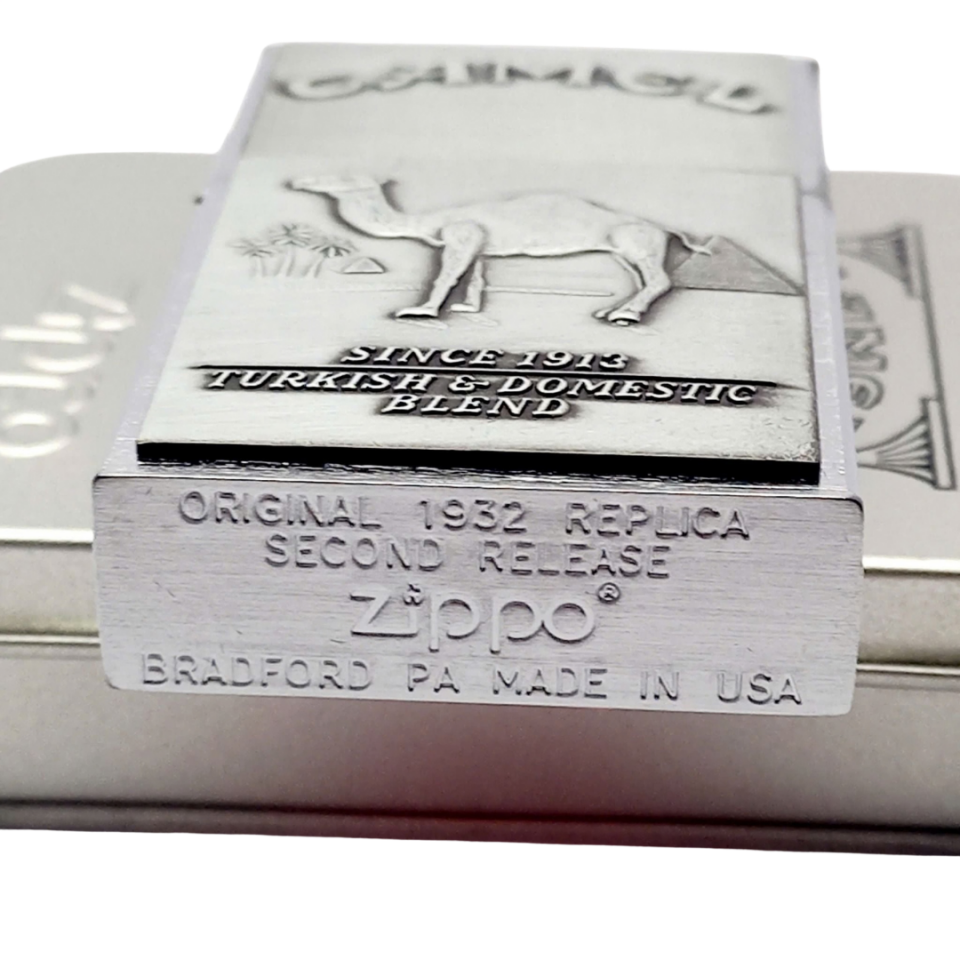 CAMEL
SINCE 1913
TURKISH & DOMESTIC
BLEND
ORIGINAL 1932 REPLICA
SECOND RELEASE
Zippo®
BRADFORD PA MADE IN USA